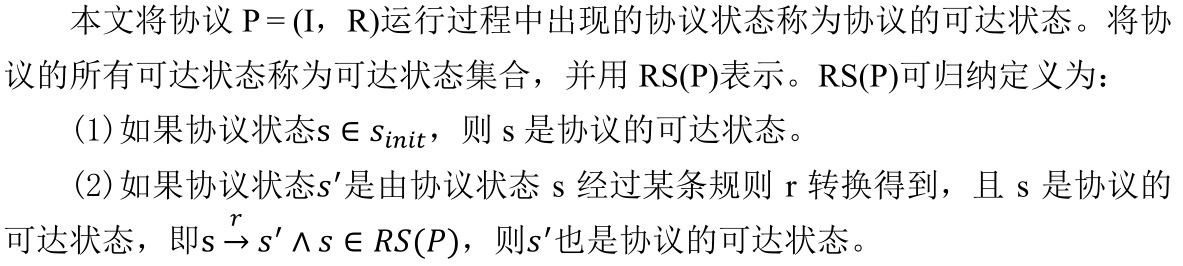 本文将协议 P = (I，R)运行过程中出现的协议状态称为协议的可达状态。将协
议的所有可达状态称为可达状态集合，并用 RS(P)表示。RS(P)可归纳定义为：
(1)如果协议状态s ∈ s_{init}，则 s 是协议的可达状态。
(2)如果协议状态s′是由协议状态 s 经过某条规则 r 转换得到，且 s 是协议的
可达状态，即s \xrightarrow{r} s′ ∧ s ∈ RS(P)，则s′也是协议的可达状态。